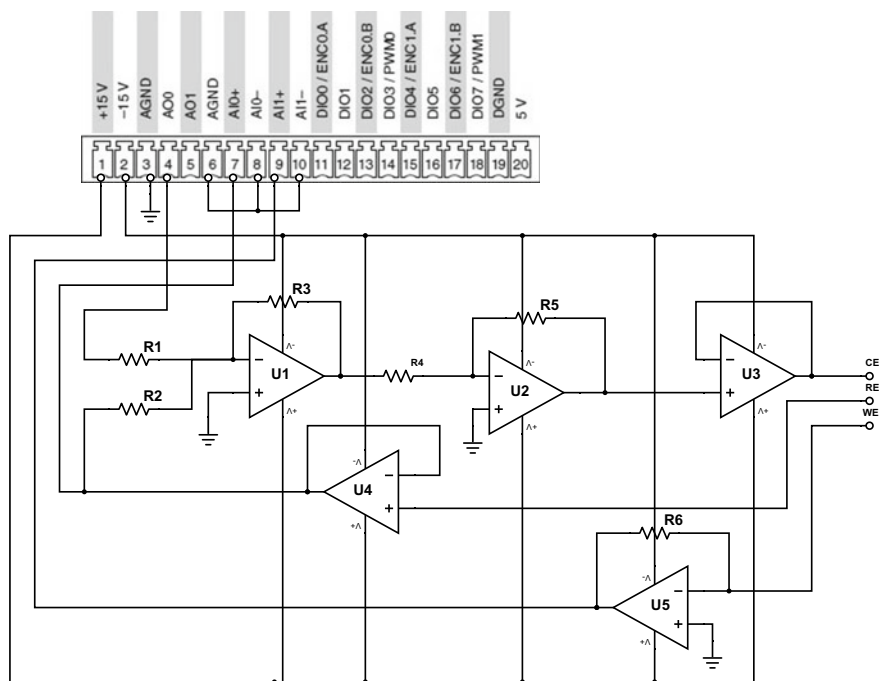 +15 V
−15 V
AGND
AO0
AO1
AGND
AI0+
AI0−
AI1+
AI1−
DIO0 / ENC0.A
DIO1
DIO2 / ENC0.B
DIO3 / PWM0
DIO4 / ENC1.A
DIO5
DIO6 / ENC1.B
DIO7 / PWM1
DGND
5 V
1 2 3 4 5 6 7 8 9 10 11 12 13 14 15 16 17 18 19 20
R3
R5
R1
V-
R4
V-
V-
−
U1
+
−
U2
+
−
U3
+
CE
RE
WE
R2
V+
V+
V+
V-
−
U4
+
V+
R6
V-
−
U5
+
V+